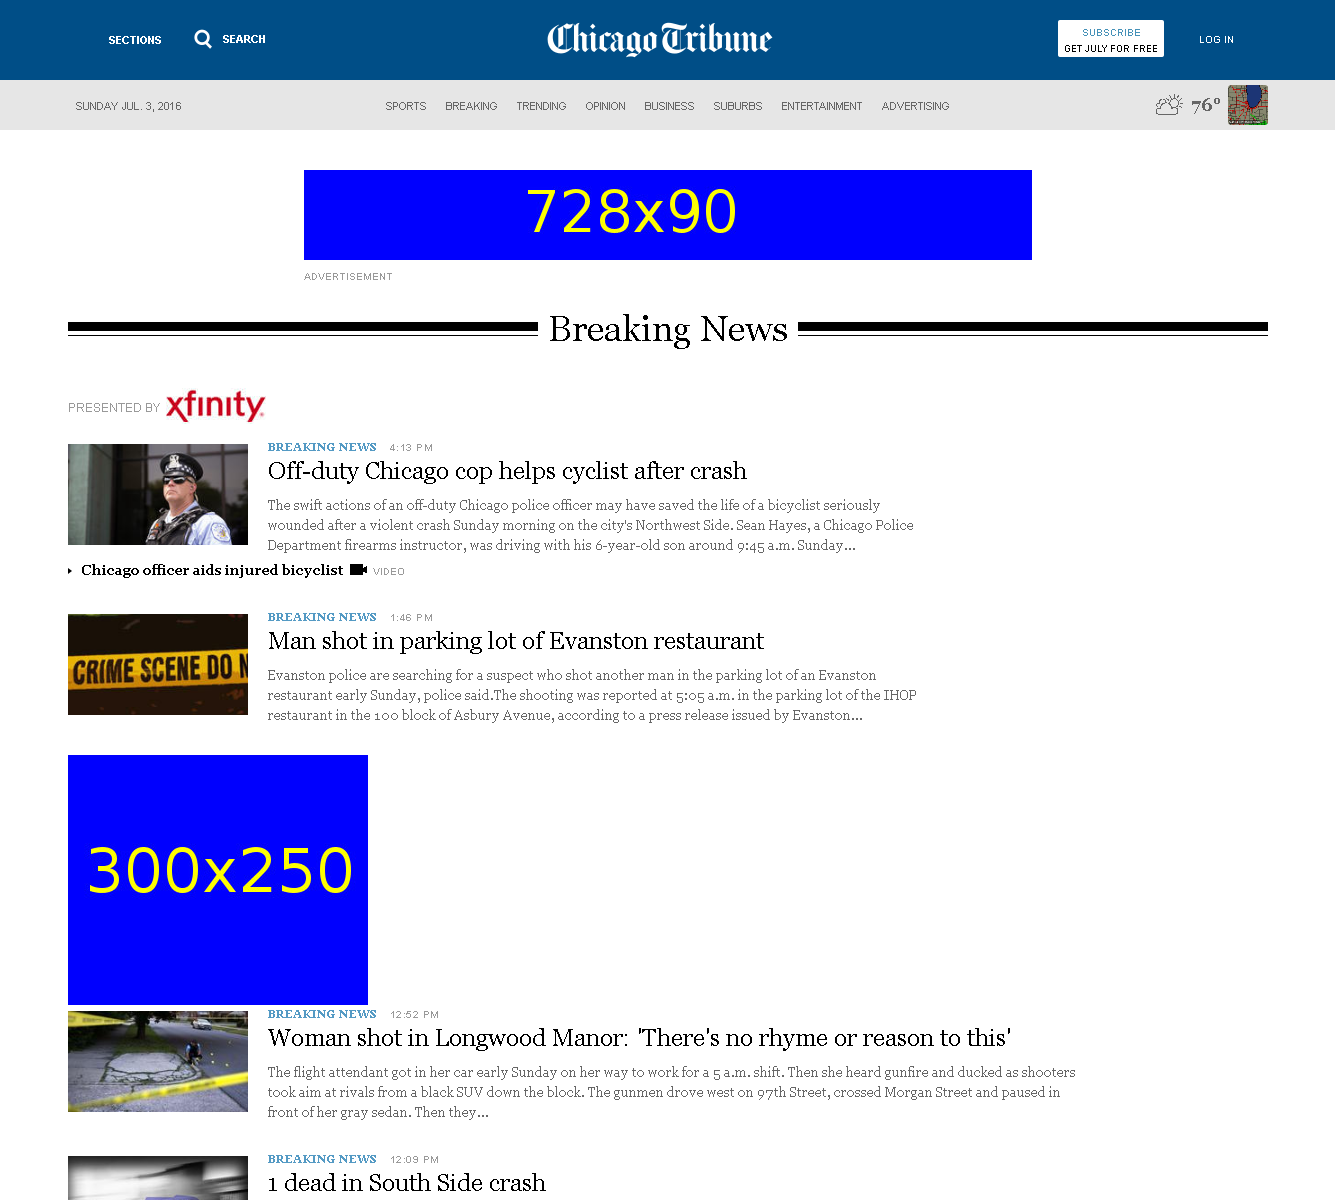 SECTIONS
SEARCH
Chicago Tribune
SUBSCRIBE
GET JULY FOR FREE
LOG IN
SUNDAY JUL. 3, 2016
SPORTS BREAKING TRENDING OPINION BUSINESS SUBURBS ENTERTAINMENT ADVERTISING
76°
728x90
ADVERTISEMENT
Breaking News
PRESENTED BY xfinity
BREAKING NEWS 4:13 PM
Off-duty Chicago cop helps cyclist after crash
The swift actions of an off-duty Chicago police officer may have saved the life of a bicyclist seriously
wounded after a violent crash Sunday morning on the city's Northwest Side. Sean Hayes, a Chicago Police
Department firearms instructor, was driving with his 6-year-old son around 9:45 a.m. Sunday...
Chicago officer aids injured bicyclist VIDEO
CRIME SCENE DO N
BREAKING NEWS 1:46 PM
Man shot in parking lot of Evanston restaurant
Evanston police are searching for a suspect who shot another man in the parking lot of an Evanston
restaurant early Sunday, police said.The shooting was reported at 5:05 a.m. in the parking lot of the IHOP
restaurant in the 100 block of Asbury Avenue, according to a press release issued by Evanston...
300x250
BREAKING NEWS 12:52 PM
Woman shot in Longwood Manor: 'There's no rhyme or reason to this'
The flight attendant got in her car early Sunday on her way to work for a 5 a.m. shift. Then she heard gunfire and ducked as shooters
took aim at rivals from a black SUV down the block. The gunmen drove west on 97th Street, crossed Morgan Street and paused in
front of her gray sedan. Then they...
BREAKING NEWS 12:09 PM
1 dead in South Side crash